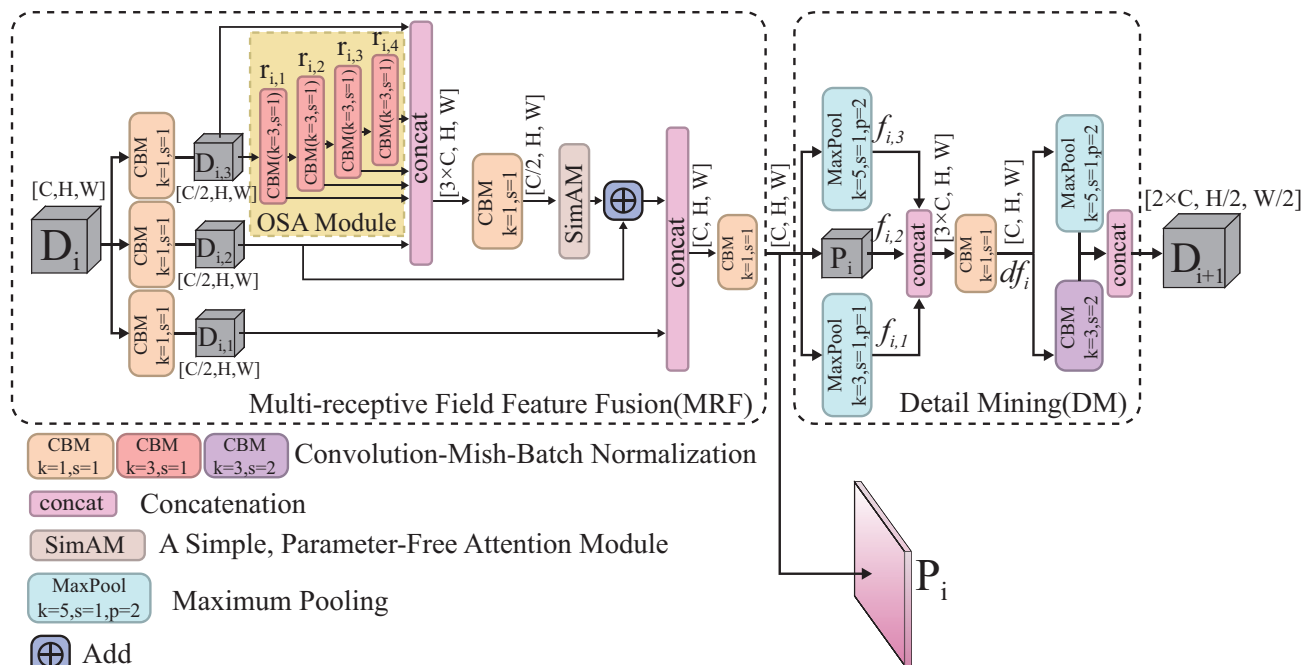 [C,H,W]
D_i
CBM
k=1,s=1
CBM
k=1,s=1
CBM
k=1,s=1
D_{i,3}
[C/2,H,W]
D_{i,2}
[C/2,H,W]
D_{i,1}
[C/2,H,W]
r_{i,1}
r_{i,2}
r_{i,3}
r_{i,4}
CBM(k=3,s=1)
CBM(k=3,s=1)
CBM(k=3,s=1)
CBM(k=3,s=1)
OSA Module
concat
[3×C, H, W]
CBM
k=1,s=1
[C/2, H, W]
SimAM
concat
[C, H, W]
CBM
k=1,s=1
[C, H, W]
Multi-receptive Field Feature Fusion(MRF)
MaxPool
k=5,s=1,p=2
f_{i,3}
P_i
f_{i,2}
MaxPool
k=3,s=1,p=1
f_{i,1}
concat
[3×C, H, W]
CBM
k=1,s=1
[C, H, W]
df_i
MaxPool
k=5,s=1,p=2
CBM
k=3,s=2
concat
[2×C, H/2, W/2]
D_{i+1}
Detail Mining(DM)
CBM
k=1,s=1
CBM
k=3,s=1
CBM
k=3,s=2
Convolution-Mish-Batch Normalization
concat
Concatenation
SimAM
A Simple, Parameter-Free Attention Module
MaxPool
k=5,s=1,p=2
Maximum Pooling
Add
P_i